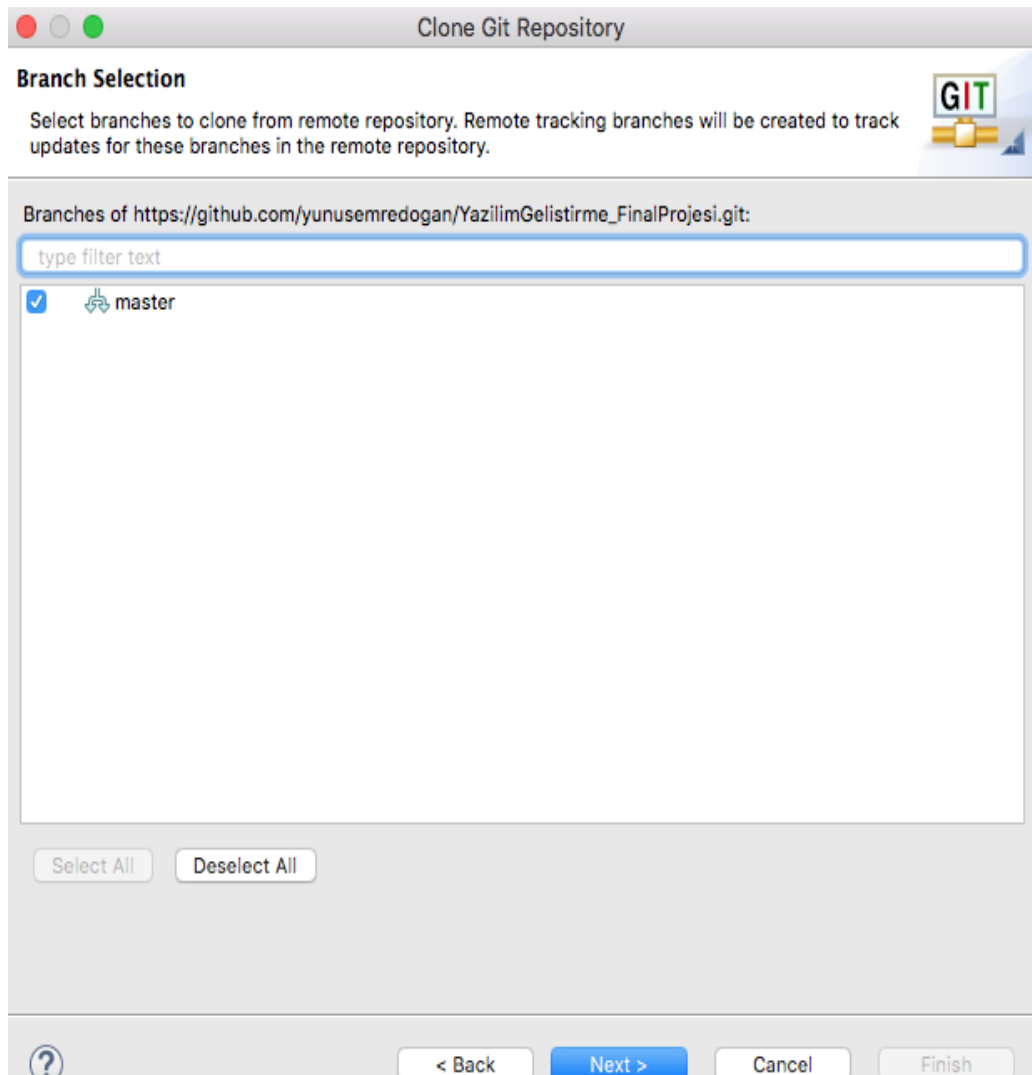 Clone Git Repository
Branch Selection
GIT
Select branches to clone from remote repository. Remote tracking branches will be created to track
updates for these branches in the remote repository.
Branches of https://github.com/yunusemredogan/YazilimGelistirme_FinalProjesi.git:
type filter text
master
Select All Deselect All
? < Back Next > Cancel Finish